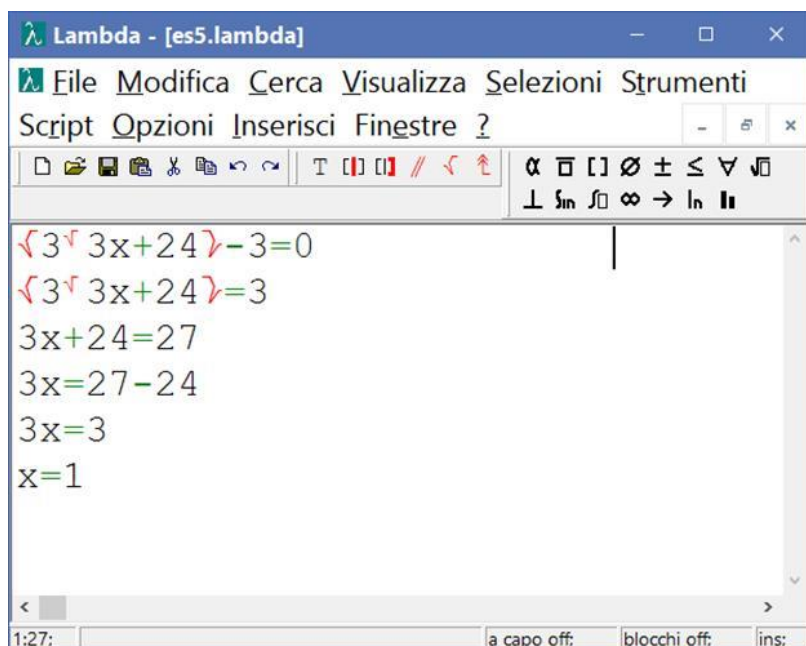 Lambda - [es5.lambda]
File Modifica Cerca Visualizza Selezioni Strumenti
Script Opzioni Inserisci Finestre ?
T [|] [|] // √ α π [] Ø ± ≤ ∀ √▯
⊥ Sin ∫▯ ∞ → ln
√3√ 3x+24}-3=0
√3√ 3x+24}=3
3x+24=27
3x=27-24
3x=3
x=1
1:27: a capo off: blocchi off: ins: